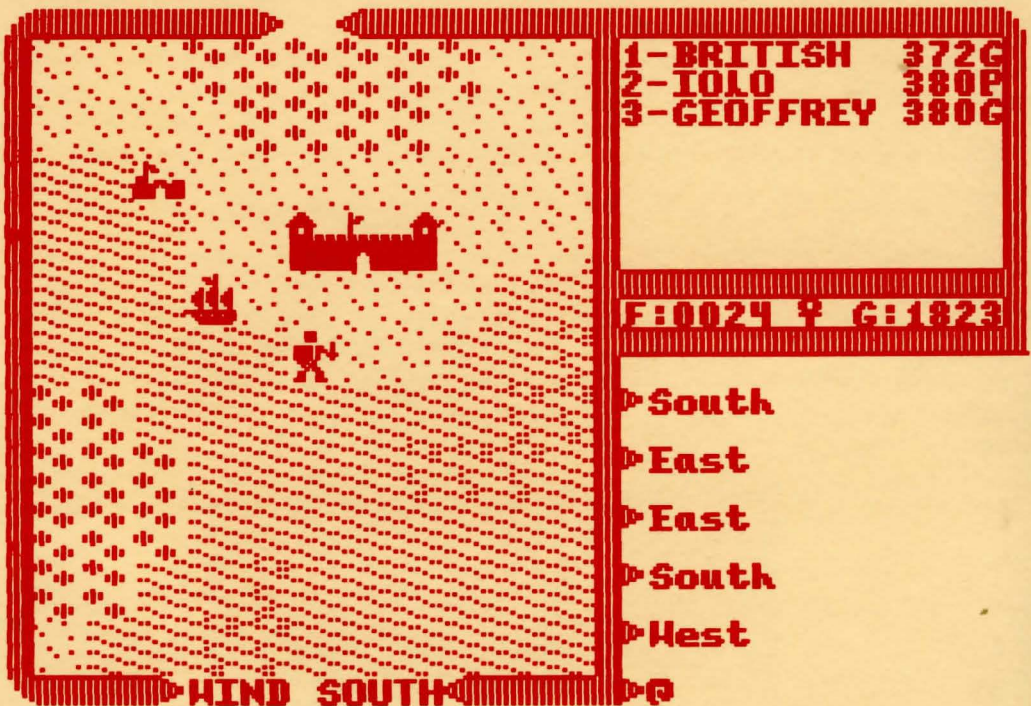 1-BRITISH 372G
2-IOLO 380P
3-GEOFFREY 380G
F:0024 ♀ G:1823
South
East
East
South
West
WIND SOUTH